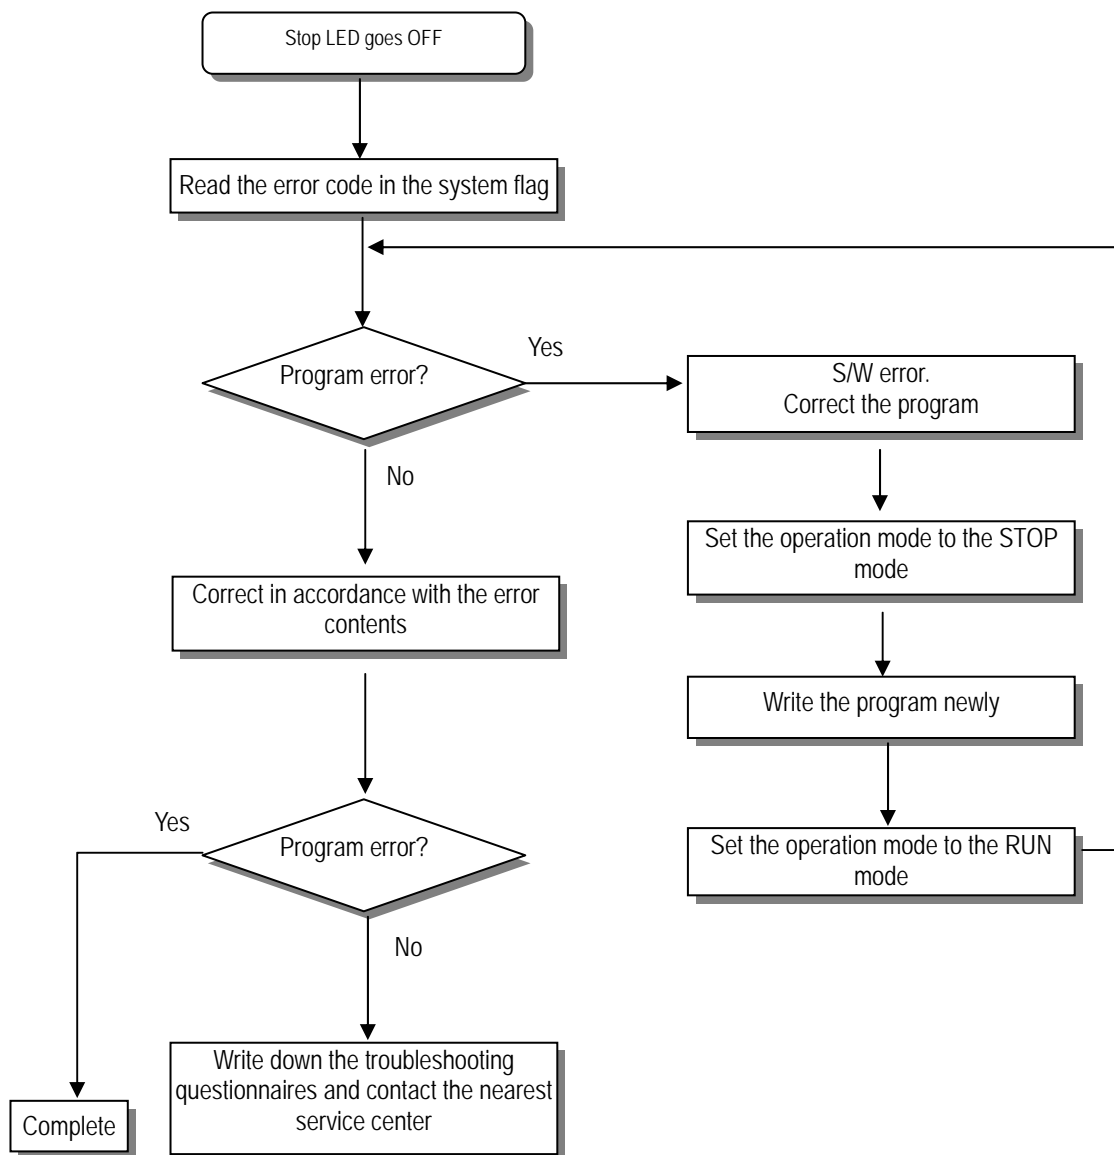 Stop LED goes OFF
Read the error code in the system flag
Program error?
Yes
S/W error.
Correct the program
No
Set the operation mode to the STOP
mode
Correct in accordance with the error
contents
Write the program newly
Yes
Program error?
Set the operation mode to the RUN
mode
No
Write down the troubleshooting
questionnaires and contact the nearest
service center
Complete